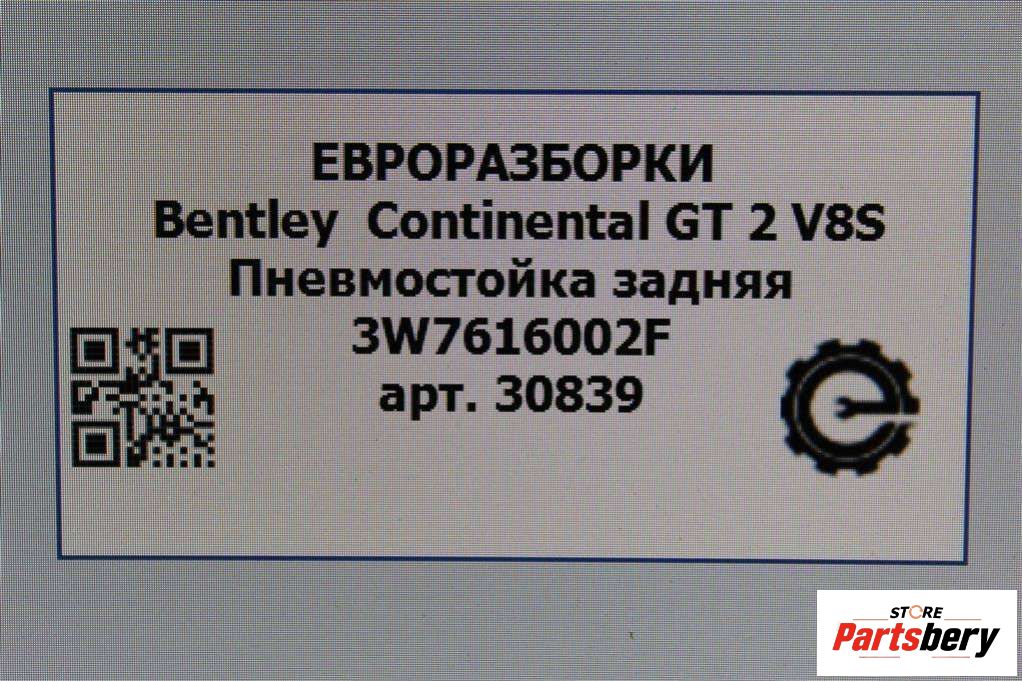 ЕВРОРАЗБОРКИ
Bentley Continental GT 2 V8S
Пневмостойка задняя
3W7616002F
арт. 30839
STORE
Partsbery